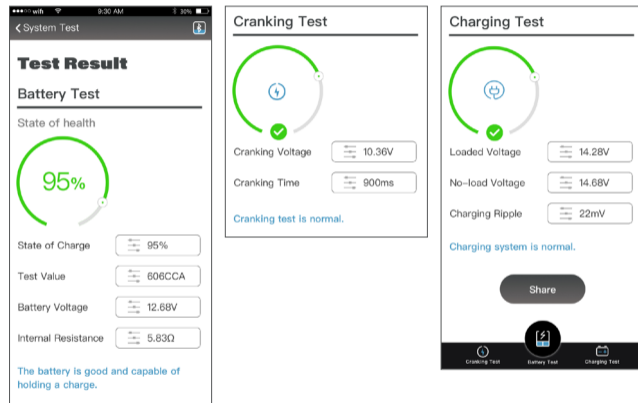 wifi 9:30 AM 30%
System Test
Test Result
Battery Test
State of health
95%
State of Charge 95%
Test Value 606CCA
Battery Voltage 12.68V
Internal Resistance 5.83Ω
The battery is good and capable of
holding a charge.
Cranking Test
Cranking Voltage 10.36V
Cranking Time 900ms
Cranking test is normal.
Charging Test
Loaded Voltage 14.28V
No-load Voltage 14.68V
Charging Ripple 22mV
Charging system is normal.
Share
Cranking Test Battery Test Charging Test